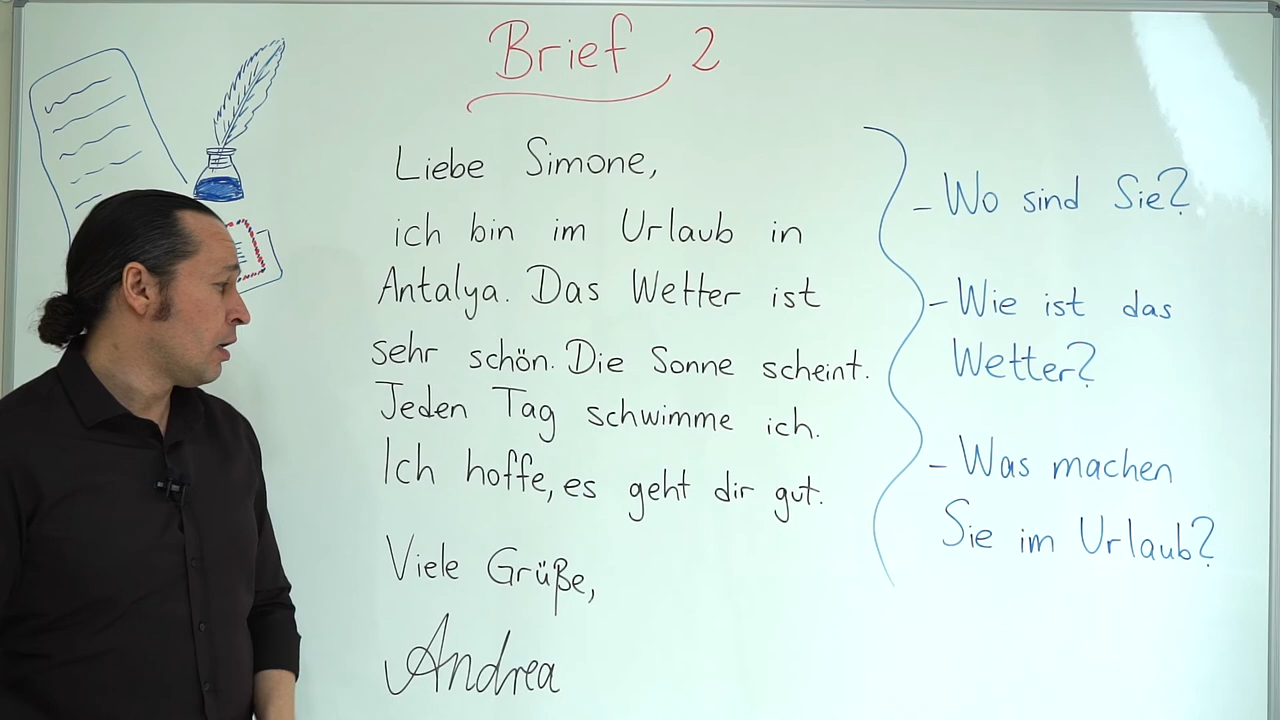 Brief 2
Liebe Simone,
ich bin im Urlaub in
Antalya. Das Wetter ist
sehr schön. Die Sonne scheint.
Jeden Tag schwimme ich.
Ich hoffe, es geht dir gut.
Viele Grüße,
Andrea
- Wo sind Sie?
- Wie ist das
Wetter?
- Was machen
Sie im Urlaub?